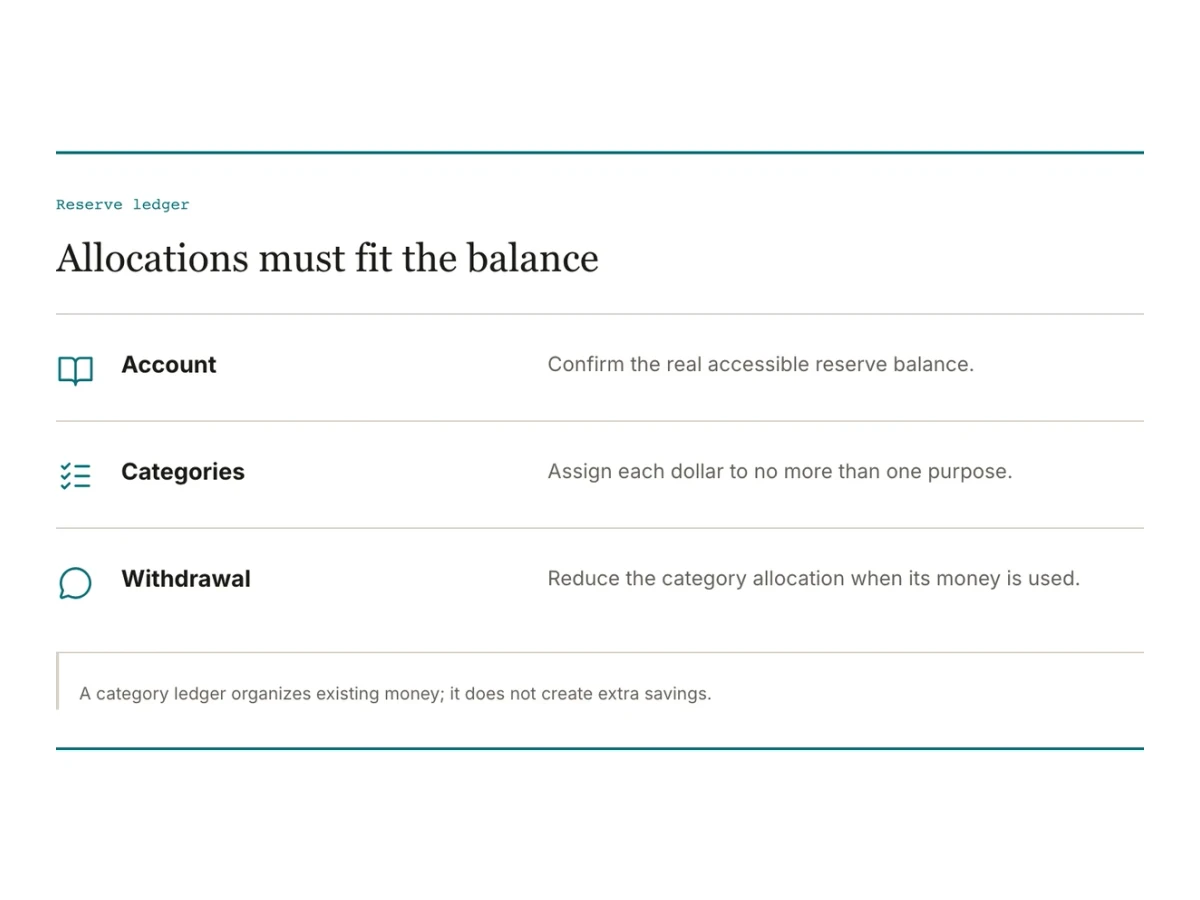 Reserve ledger
Allocations must fit the balance
Account
Confirm the real accessible reserve balance.
Categories
Assign each dollar to no more than one purpose.
Withdrawal
Reduce the category allocation when its money is used.
A category ledger organizes existing money; it does not create extra savings.